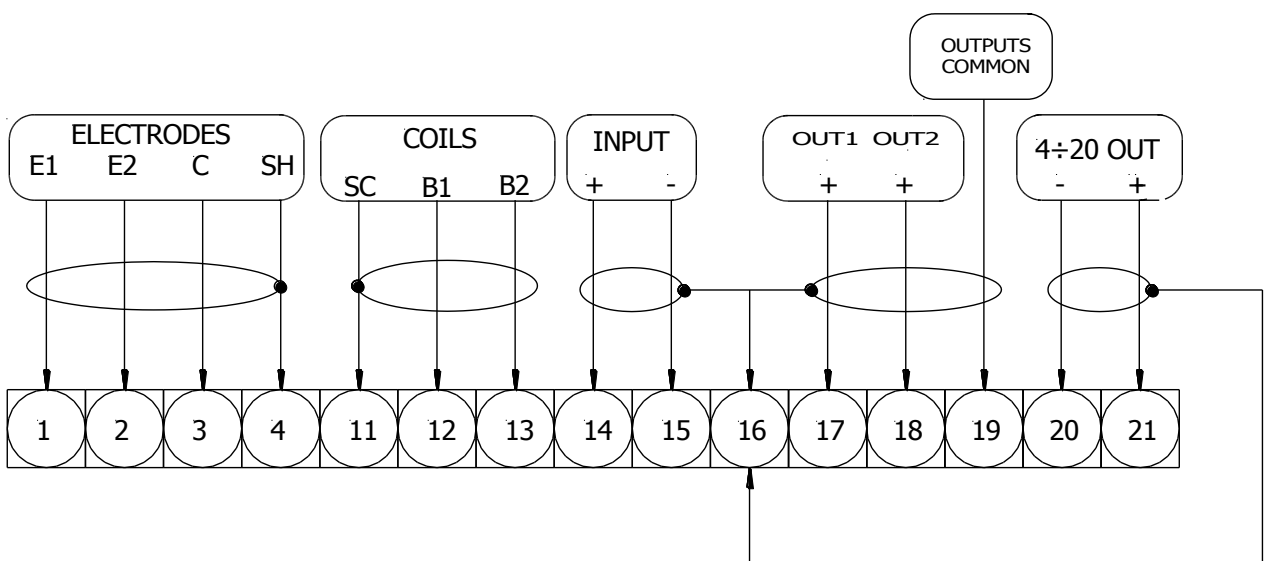 OUTPUTS
COMMON
ELECTRODES
E1 E2 C SH
COILS
SC B1 B2
INPUT
+ -
OUT1 OUT2
+ +
4÷20 OUT
- +
1 2 3 4 11 12 13 14 15 16 17 18 19 20 21